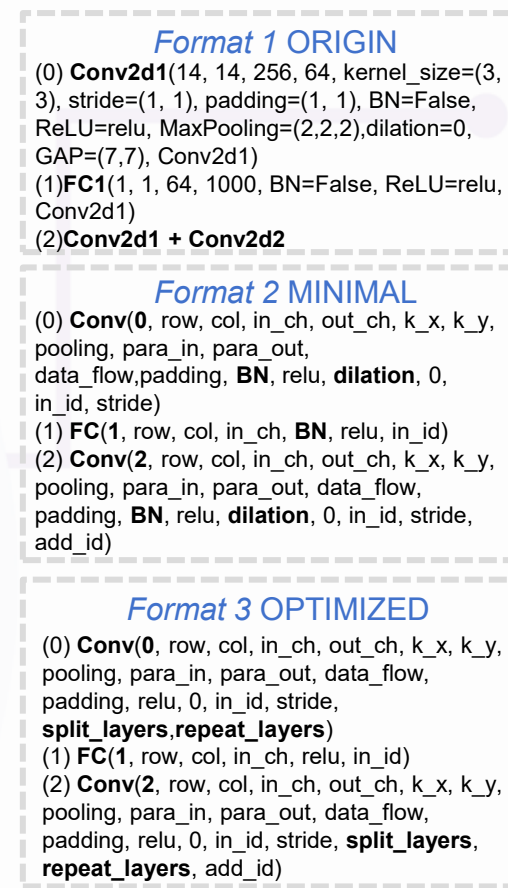 Format 1 ORIGIN
(0) Conv2d1(14, 14, 256, 64, kernel_size=(3,
3), stride=(1, 1), padding=(1, 1), BN=False,
ReLU=relu, MaxPooling=(2,2,2),dilation=0,
GAP=(7,7), Conv2d1)
(1)FC1(1, 1, 64, 1000, BN=False, ReLU=relu,
Conv2d1)
(2)Conv2d1 + Conv2d2
Format 2 MINIMAL
(0) Conv(0, row, col, in_ch, out_ch, k_x, k_y,
pooling, para_in, para_out,
data_flow,padding, BN, relu, dilation, 0,
in_id, stride)
(1) FC(1, row, col, in_ch, BN, relu, in_id)
(2) Conv(2, row, col, in_ch, out_ch, k_x, k_y,
pooling, para_in, para_out, data_flow,
padding, BN, relu, dilation, 0, in_id, stride,
add_id)
Format 3 OPTIMIZED
(0) Conv(0, row, col, in_ch, out_ch, k_x, k_y,
pooling, para_in, para_out, data_flow,
padding, relu, 0, in_id, stride,
split_layers,repeat_layers)
(1) FC(1, row, col, in_ch, relu, in_id)
(2) Conv(2, row, col, in_ch, out_ch, k_x, k_y,
pooling, para_in, para_out, data_flow,
padding, relu, 0, in_id, stride, split_layers,
repeat_layers, add_id)